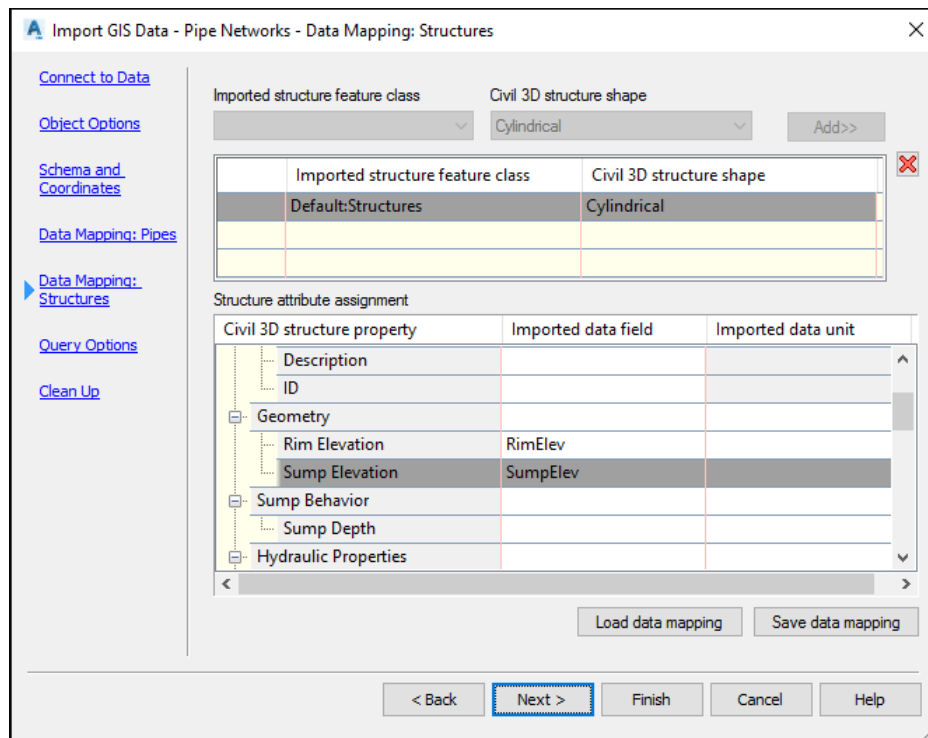 Import GIS Data - Pipe Networks - Data Mapping: Structures
Connect to Data
Object Options
Schema and
Coordinates
Data Mapping: Pipes
Data Mapping:
Structures
Query Options
Clean Up
Imported structure feature class Civil 3D structure shape
Cylindrical Add>>
Imported structure feature class Civil 3D structure shape
Default:Structures Cylindrical
Structure attribute assignment
Civil 3D structure property Imported data field Imported data unit
Description
ID
Geometry
Rim Elevation RimElev
Sump Elevation SumpElev
Sump Behavior
Sump Depth
Hydraulic Properties
Load data mapping Save data mapping
< Back Next > Finish Cancel Help